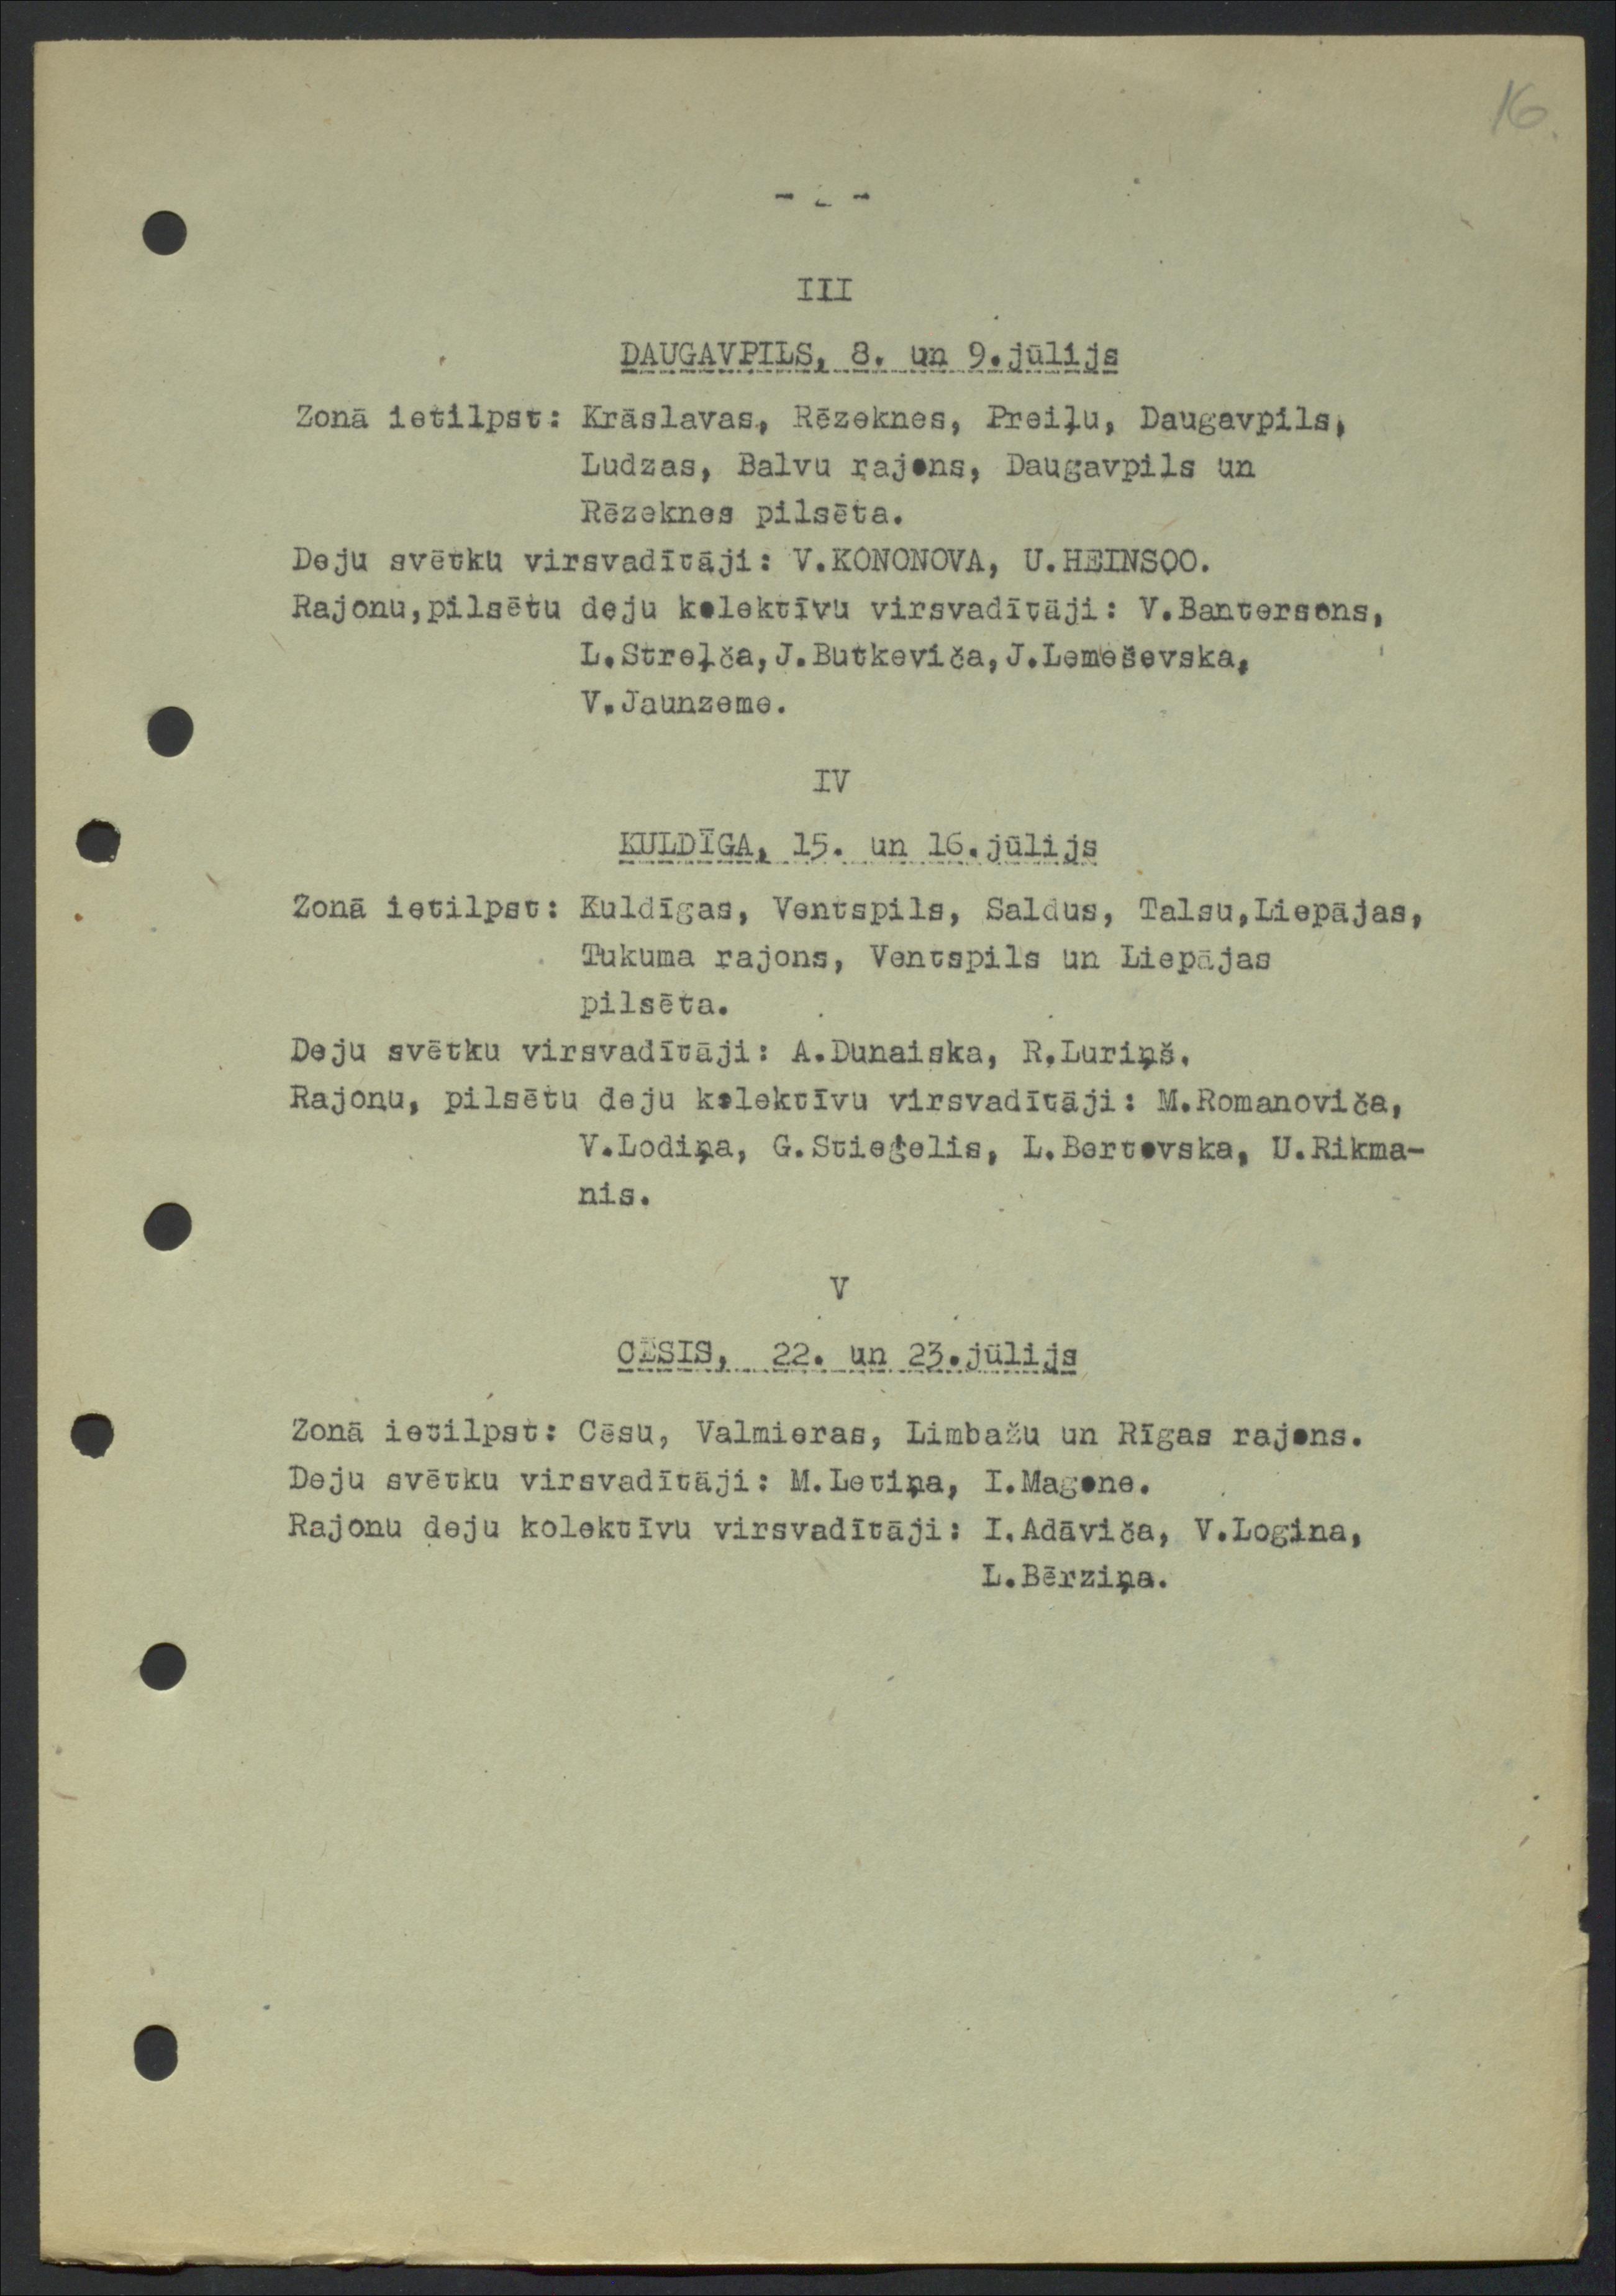 16.
- 2 -
III
DAUGAVPILS, 8. un 9.jūlijs
Zonā ietilpst: Krāslavas, Rēzeknes, Preiļu, Daugavpils,
Ludzas, Balvu rajons, Daugavpils un
Rēzeknes pilsēta.
Deju svētku virsvadītāji: V.KONONOVA, U.HEINSOO.
Rajonu,pilsētu deju kolektīvu virsvadītāji: V.Bantersons,
L.Streļča,J.Butkeviča,J.Lemeševska,
V.Jaunzeme.
IV
KULDĪGA, 15. un 16.jūlijs
Zonā ietilpst: Kuldīgas, Ventspils, Saldus, Talsu,Liepājas,
Tukuma rajons, Ventspils un Liepājas
pilsēta.
Deju svētku virsvadītāji: A.Dunaiska, R.Luriņš.
Rajonu, pilsētu deju kolektīvu virsvadītāji: M.Romanoviča,
V.Lodiņa, G.Stieģelis, L.Bertovska, U.Rikma-
nis.
V
CĒSIS, 22. un 23.jūlijs
Zonā ietilpst: Cēsu, Valmieras, Limbažu un Rīgas rajons.
Deju svētku virsvadītāji: M.Letiņa, I.Magone.
Rajonu deju kolektīvu virsvadītāji: I.Adāviča, V.Logina,
L.Bērziņa.